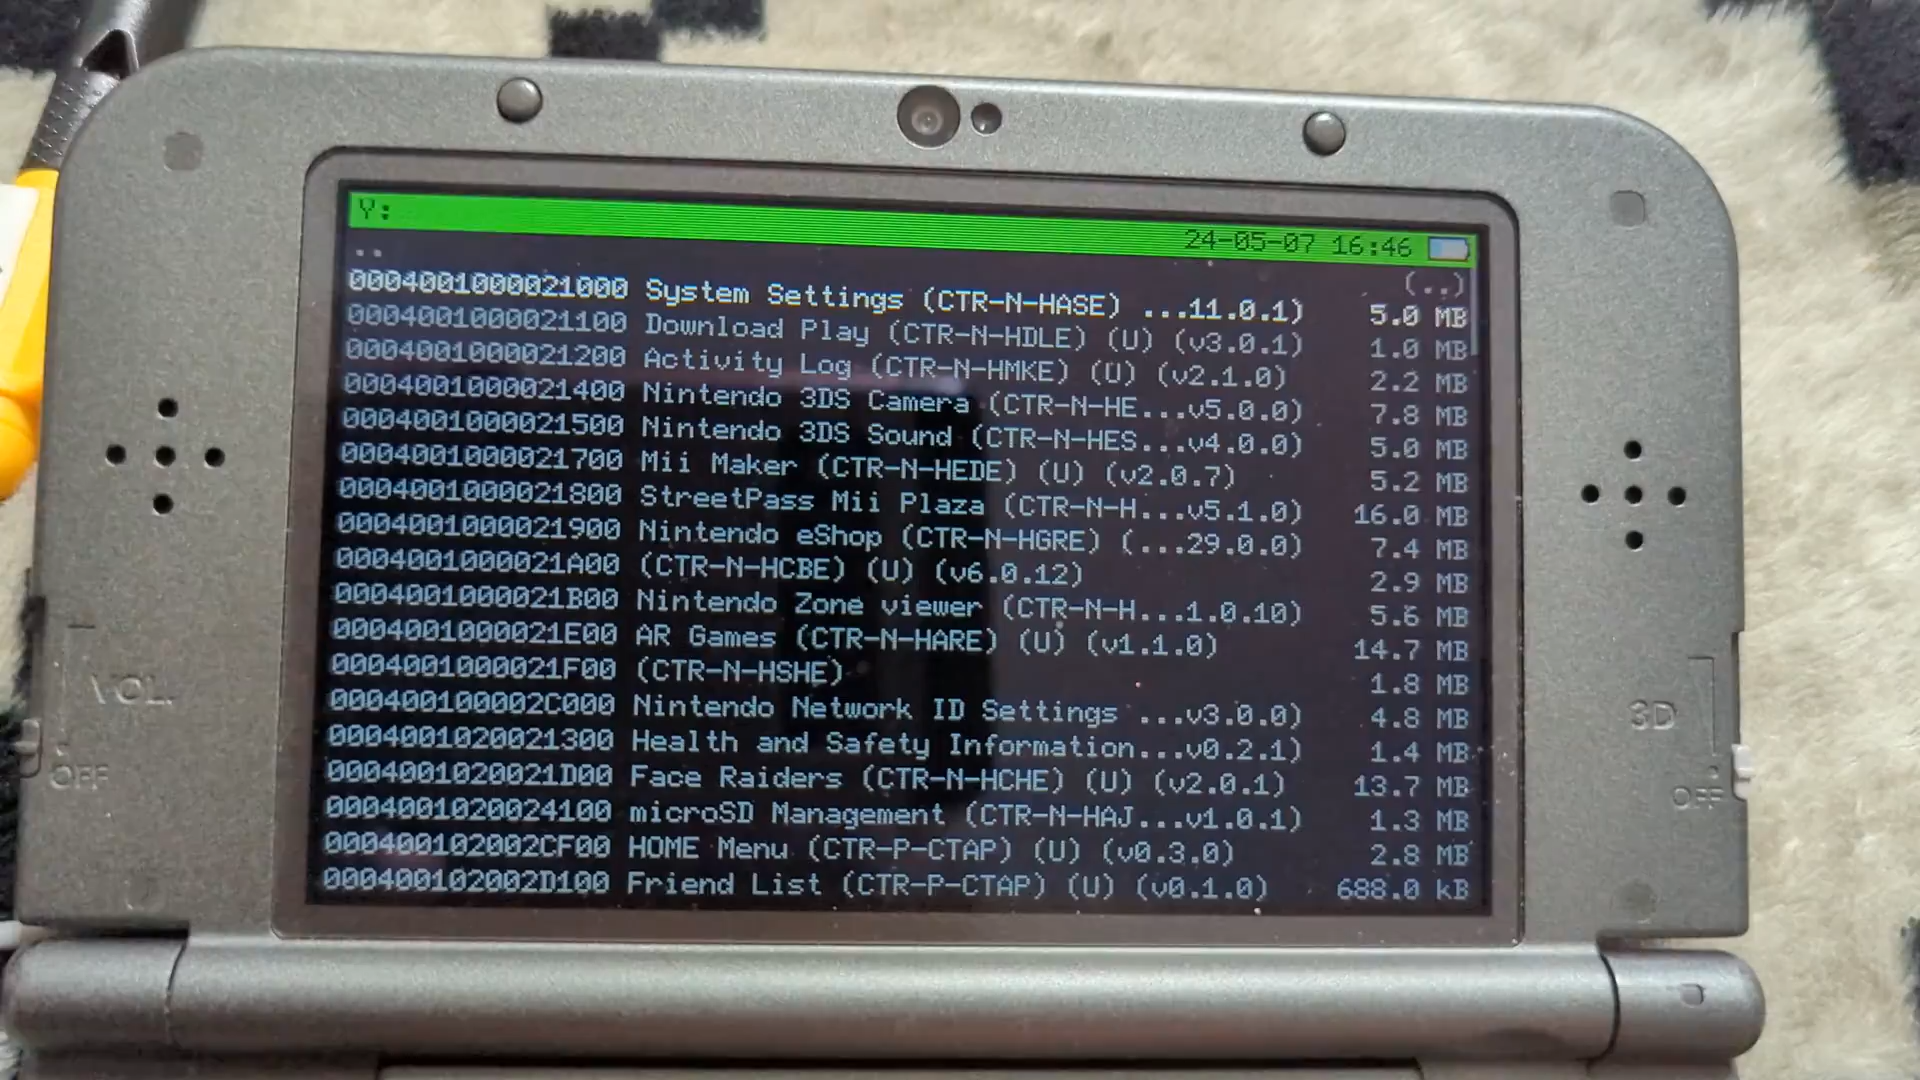 Y:
24-05-07 16:46
.. (..)
0004001000021000 System Settings (CTR-N-HASE) ...11.0.1) 5.0 MB
0004001000021100 Download Play (CTR-N-HDLE) (U) (v3.0.1) 1.0 MB
0004001000021200 Activity Log (CTR-N-HMKE) (U) (v2.1.0) 2.2 MB
0004001000021400 Nintendo 3DS Camera (CTR-N-HE...v5.0.0) 7.8 MB
0004001000021500 Nintendo 3DS Sound (CTR-N-HES...v4.0.0) 5.0 MB
0004001000021700 Mii Maker (CTR-N-HEDE) (U) (v2.0.7) 5.2 MB
0004001000021800 StreetPass Mii Plaza (CTR-N-H...v5.1.0) 16.0 MB
0004001000021900 Nintendo eShop (CTR-N-HGRE) (...29.0.0) 7.4 MB
0004001000021A00 (CTR-N-HCBE) (U) (v6.0.12) 2.9 MB
0004001000021B00 Nintendo Zone viewer (CTR-N-H...1.0.10) 5.6 MB
0004001000021E00 AR Games (CTR-N-HARE) (U) (v1.1.0) 14.7 MB
0004001000021F00 (CTR-N-HSHE) 1.8 MB
000400100002C000 Nintendo Network ID Settings ...v3.0.0) 4.8 MB
0004001020021300 Health and Safety Information...v0.2.1) 1.4 MB
0004001020021D00 Face Raiders (CTR-N-HCHE) (U) (v2.0.1) 13.7 MB
0004001020024100 microSD Management (CTR-N-HAJ...v1.0.1) 1.3 MB
000400102002CF00 HOME Menu (CTR-P-CTAP) (U) (v0.3.0) 2.8 MB
000400102002D100 Friend List (CTR-P-CTAP) (U) (v0.1.0) 688.0 kB
VOL.
OFF
3D
OFF